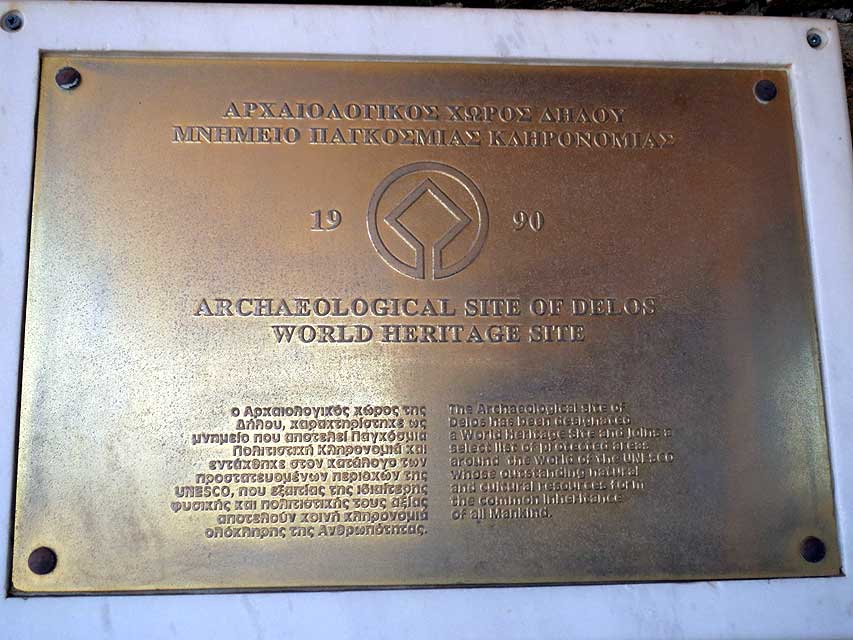 ΑΡΧΑΙΟΛΟΓΙΚΟΣ ΧΩΡΟΣ ΔΗΛΟΥ
ΜΝΗΜΕΙΟ ΠΑΓΚΟΣΜΙΑΣ ΚΛΗΡΟΝΟΜΙΑΣ
19 90
ARCHAEOLOGICAL SITE OF DELOS
WORLD HERITAGE SITE
ο Αρχαιολογικός χώρος της
Δήλου, χαρακτηρίστηκε ως
μνημείο που αποτελεί Παγκόσμια
Πολιτιστική Κληρονομιά και
εντάχθηκε στον κατάλογο των
Προστατευομένων περιοχών της
UNESCO, που εξαιτίας της ιδιαίτερης
φυσικής και πολιτιστικής τους αξίας
αποτελούν κοινή κληρονομιά
ολόκληρης της Ανθρωπότητας.
The Archaeological site of
Delos has been designated
a World Heritage Site and joins a
select list of protected areas
around the World of the UNESCO
whose outstanding natural
and cultural resources form
the common inheritance
of all Mankind.